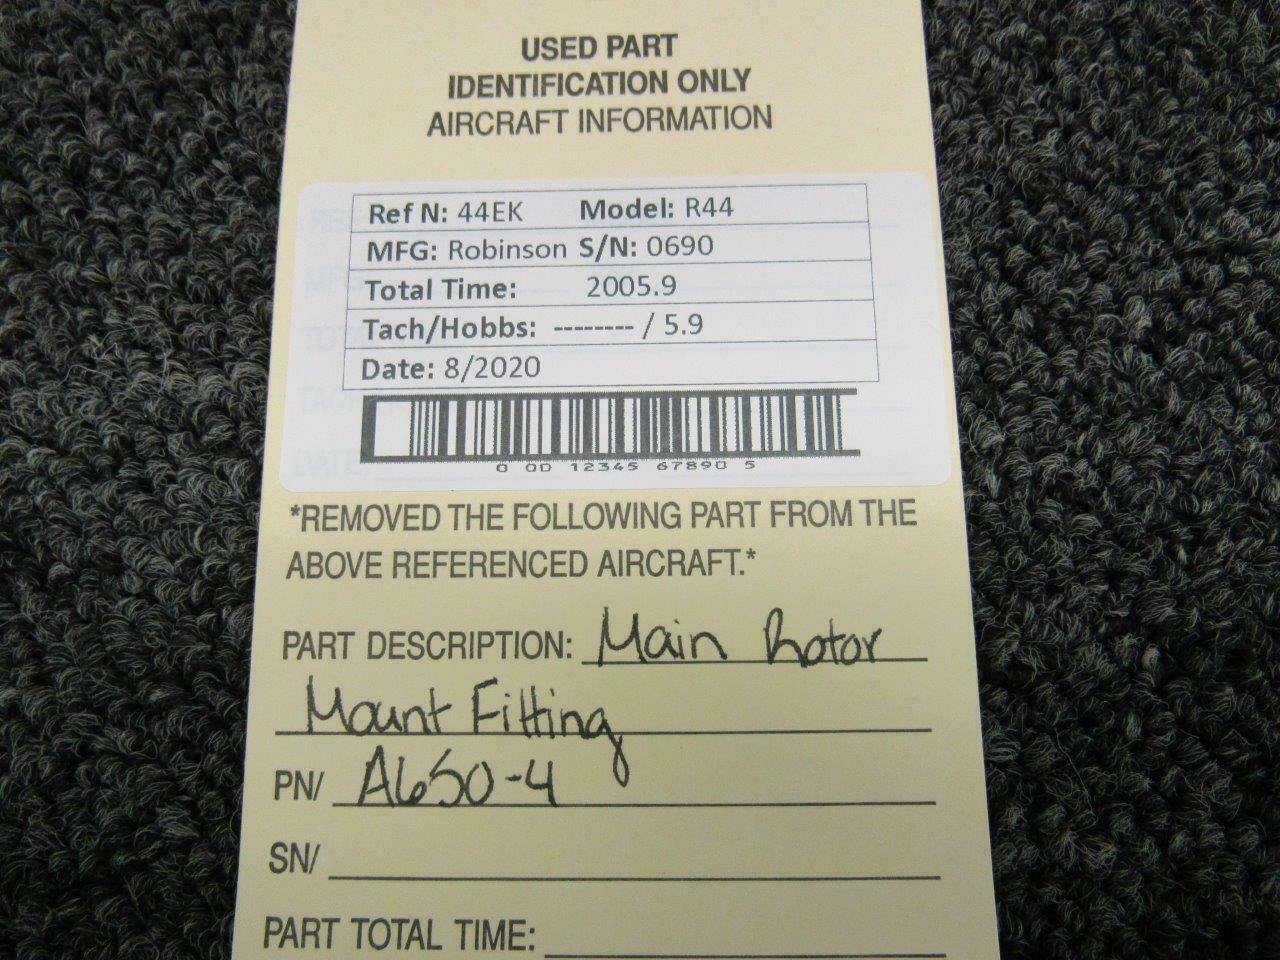 USED PART
IDENTIFICATION ONLY
AIRCRAFT INFORMATION
Ref N: 44EK Model: R44
MFG: Robinson S/N: 0690
Total Time: 2005.9
Tach/Hobbs: -------- / 5.9
Date: 8/2020
0 00 12345 67890 5
*REMOVED THE FOLLOWING PART FROM THE
ABOVE REFERENCED AIRCRAFT.*
PART DESCRIPTION: Main Rotor
Mount Fitting
PN/ A650-4
SN/
PART TOTAL TIME: